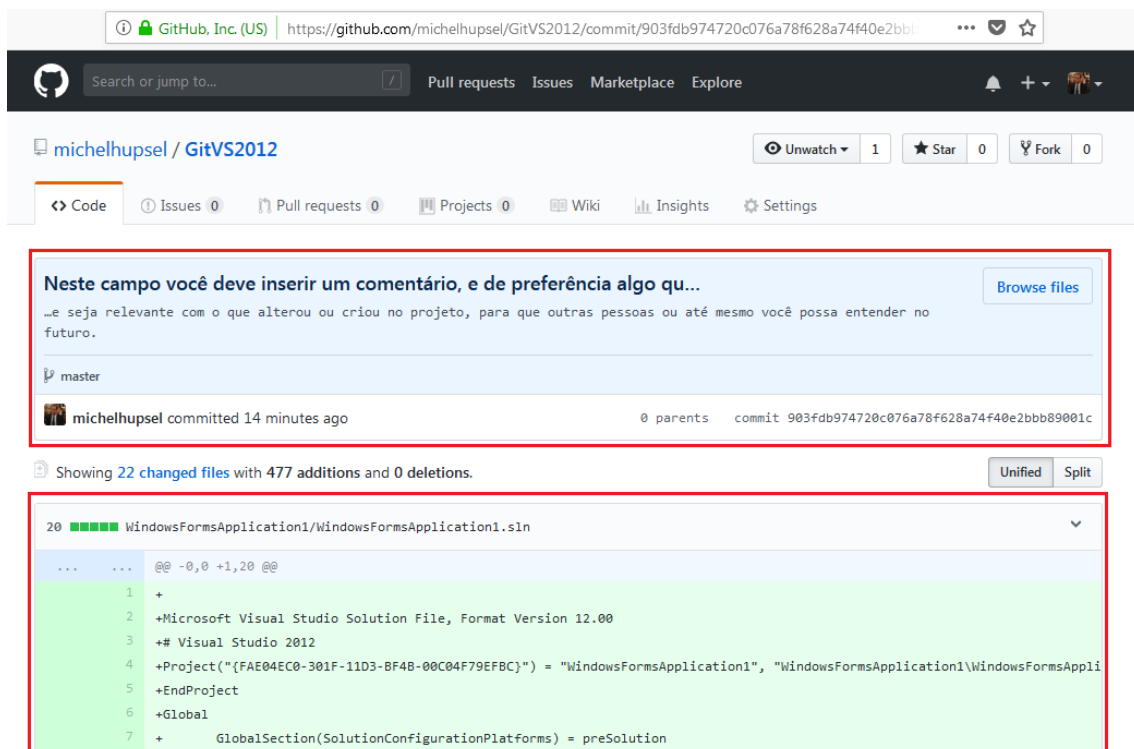 GitHub, Inc. (US) https://github.com/michelhupsel/GitVS2012/commit/903fdb974720c076a78f628a74f40e2bbb
Search or jump to... / Pull requests Issues Marketplace Explore
michelhupsel / GitVS2012 Unwatch 1 Star 0 Fork 0
Code Issues 0 Pull requests 0 Projects 0 Wiki Insights Settings
Neste campo você deve inserir um comentário, e de preferência algo qu... Browse files
…e seja relevante com o que alterou ou criou no projeto, para que outras pessoas ou até mesmo você possa entender no
futuro.
master
michelhupsel committed 14 minutes ago 0 parents commit 903fdb974720c076a78f628a74f40e2bbb89001c
Showing 22 changed files with 477 additions and 0 deletions. Unified Split
20 WindowsFormsApplication1/WindowsFormsApplication1.sln
... ... @@ -0,0 +1,20 @@
1 +
2 +Microsoft Visual Studio Solution File, Format Version 12.00
3 +# Visual Studio 2012
4 +Project("{FAE04EC0-301F-11D3-BF4B-00C04F79EFBC}") = "WindowsFormsApplication1", "WindowsFormsApplication1\WindowsFormsAppli
5 +EndProject
6 +Global
7 + GlobalSection(SolutionConfigurationPlatforms) = preSolution